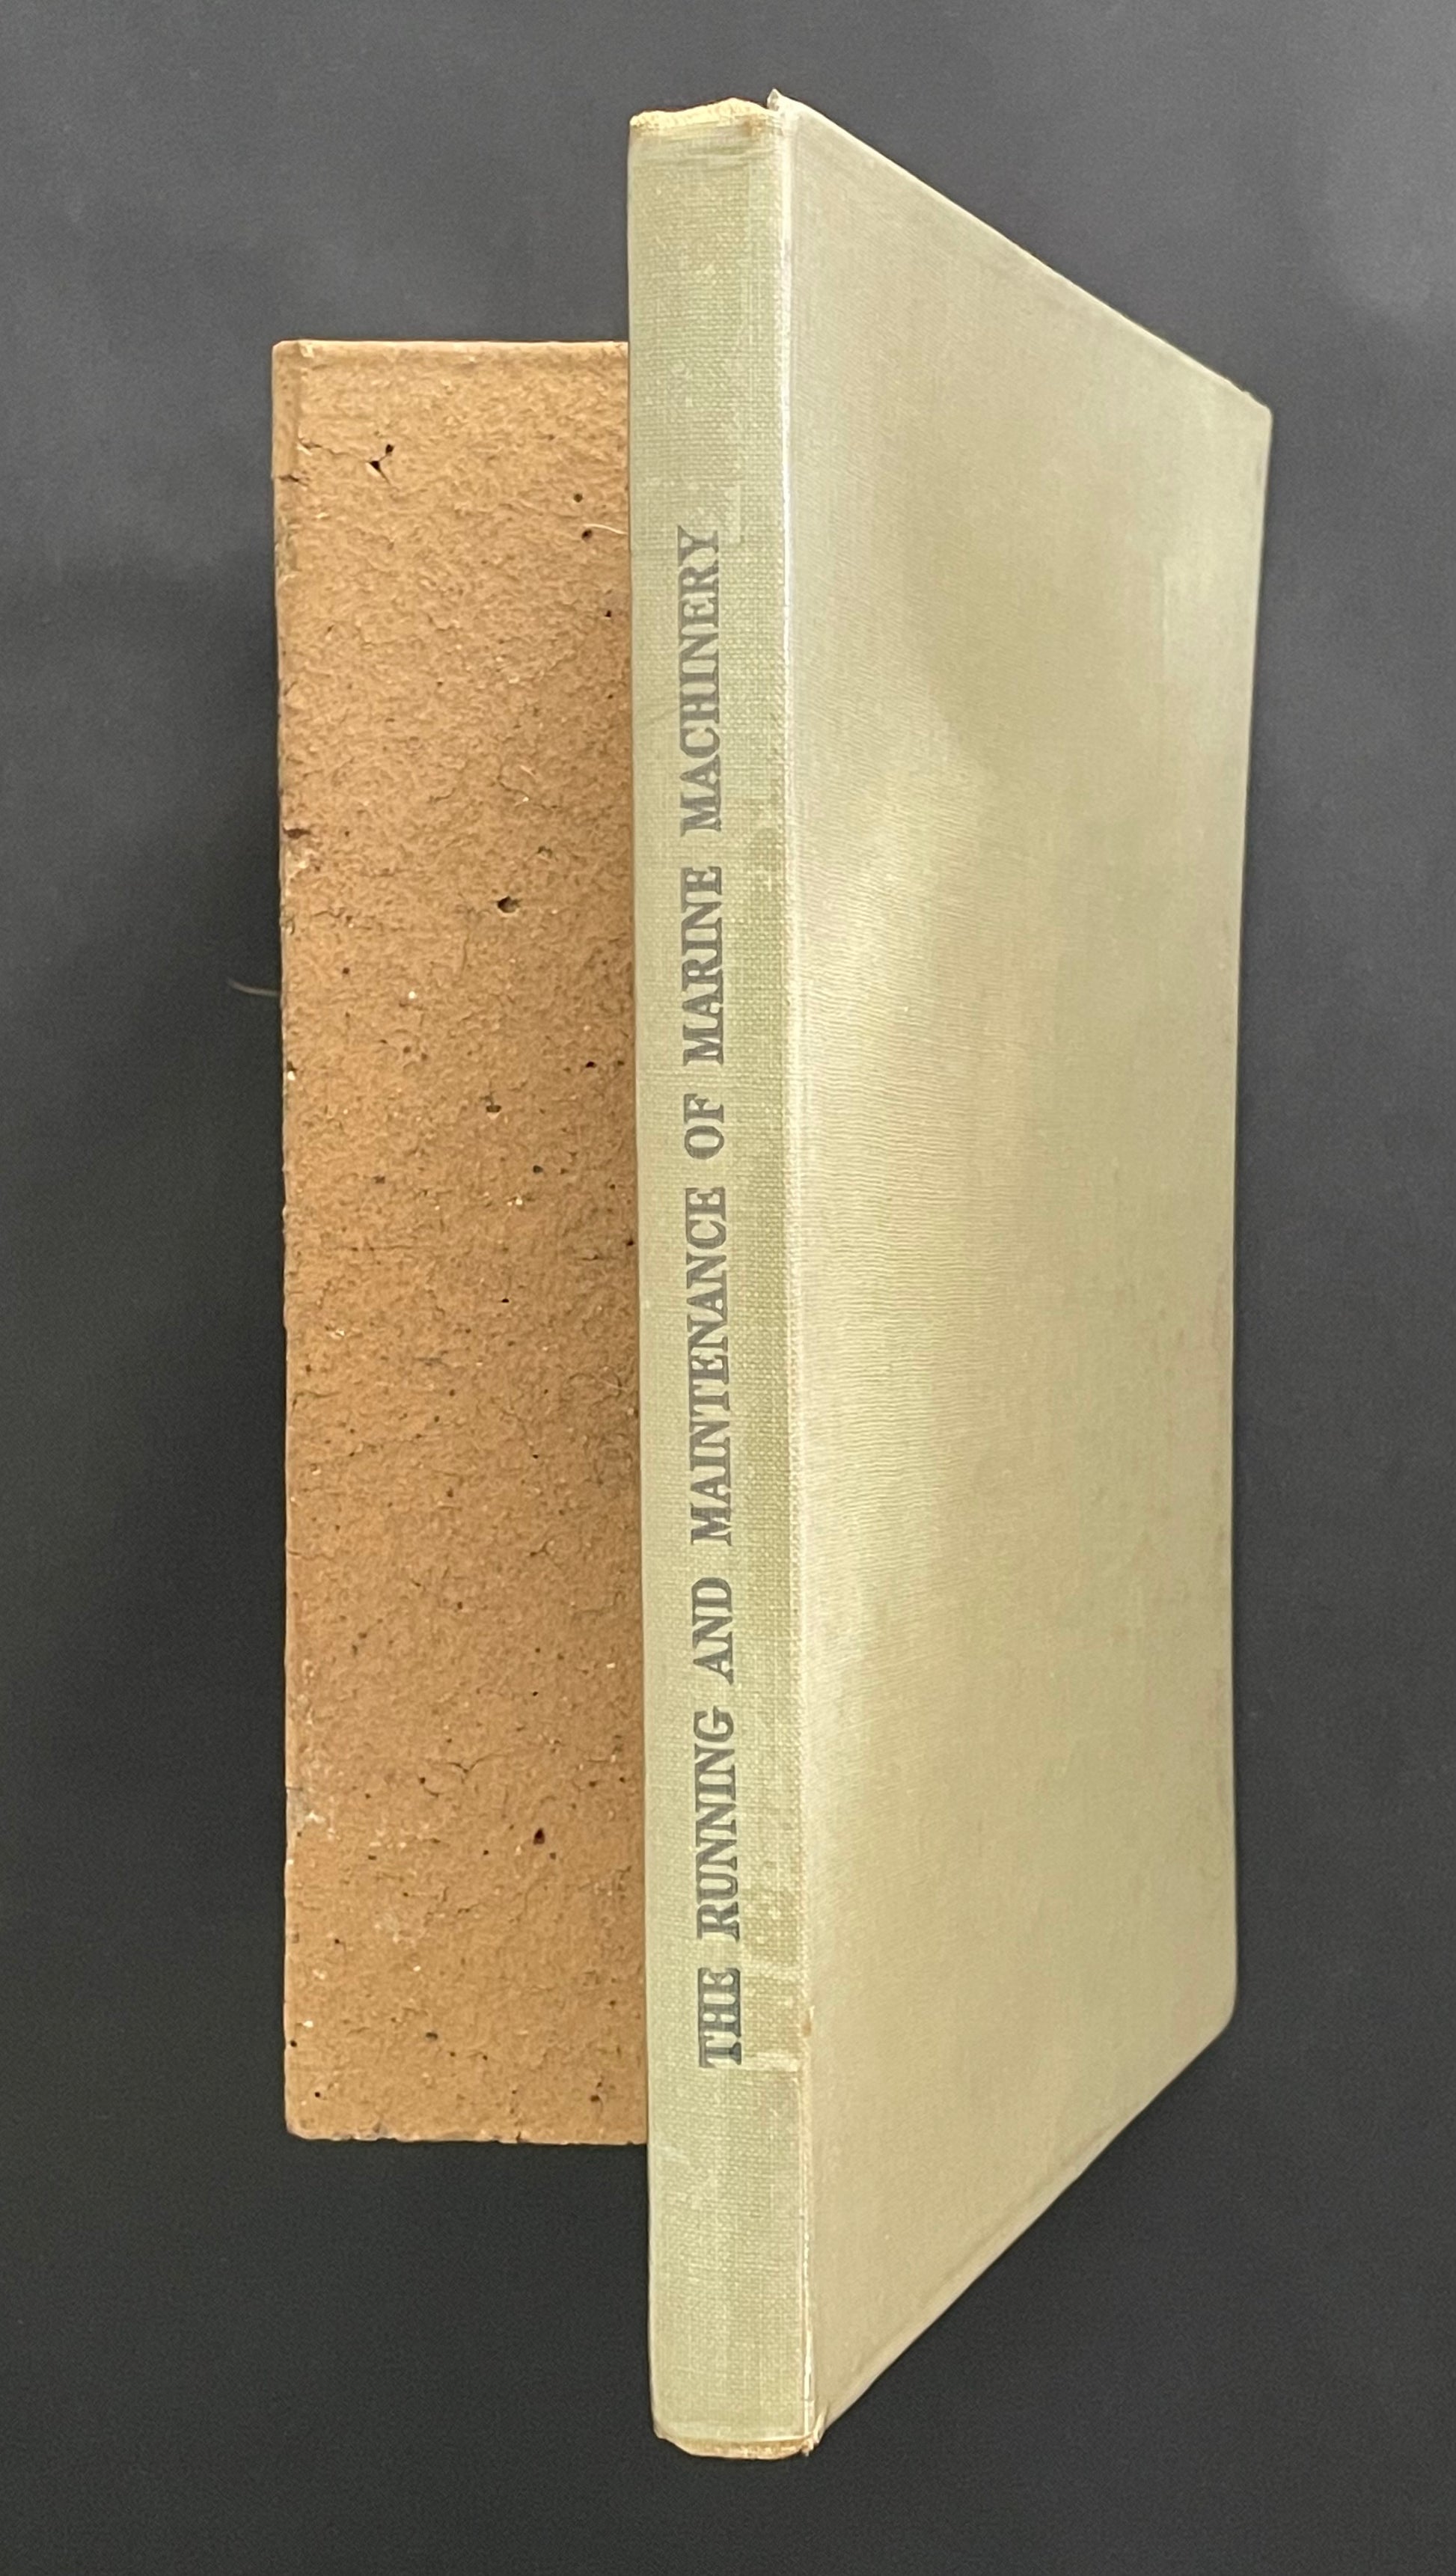 THE RUNNING AND MAINTENANCE OF MARINE MACHINERY